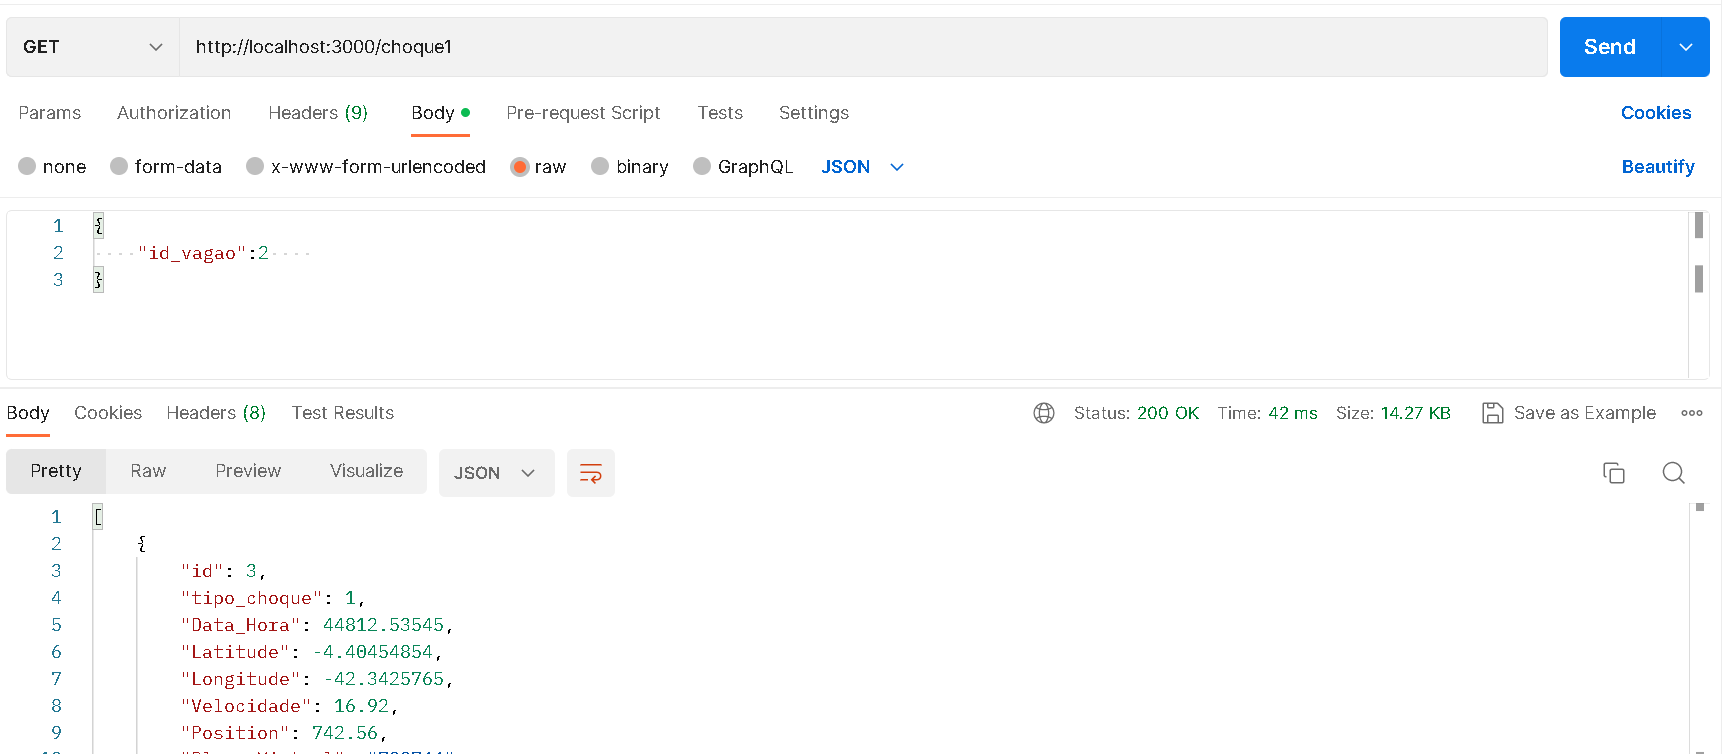 GET http://localhost:3000/choque1 Send
Params Authorization Headers (9) Body Pre-request Script Tests Settings Cookies
none form-data x-www-form-urlencoded raw binary GraphQL JSON Beautify
1 {
2 "id_vagao":2
3 }
Body Cookies Headers (8) Test Results Status: 200 OK Time: 42 ms Size: 14.27 KB Save as Example
Pretty Raw Preview Visualize JSON
1 [
2 {
3 "id": 3,
4 "tipo_choque": 1,
5 "Data_Hora": 44812.53545,
6 "Latitude": -4.40454854,
7 "Longitude": -42.3425765,
8 "Velocidade": 16.92,
9 "Position": 742.56,